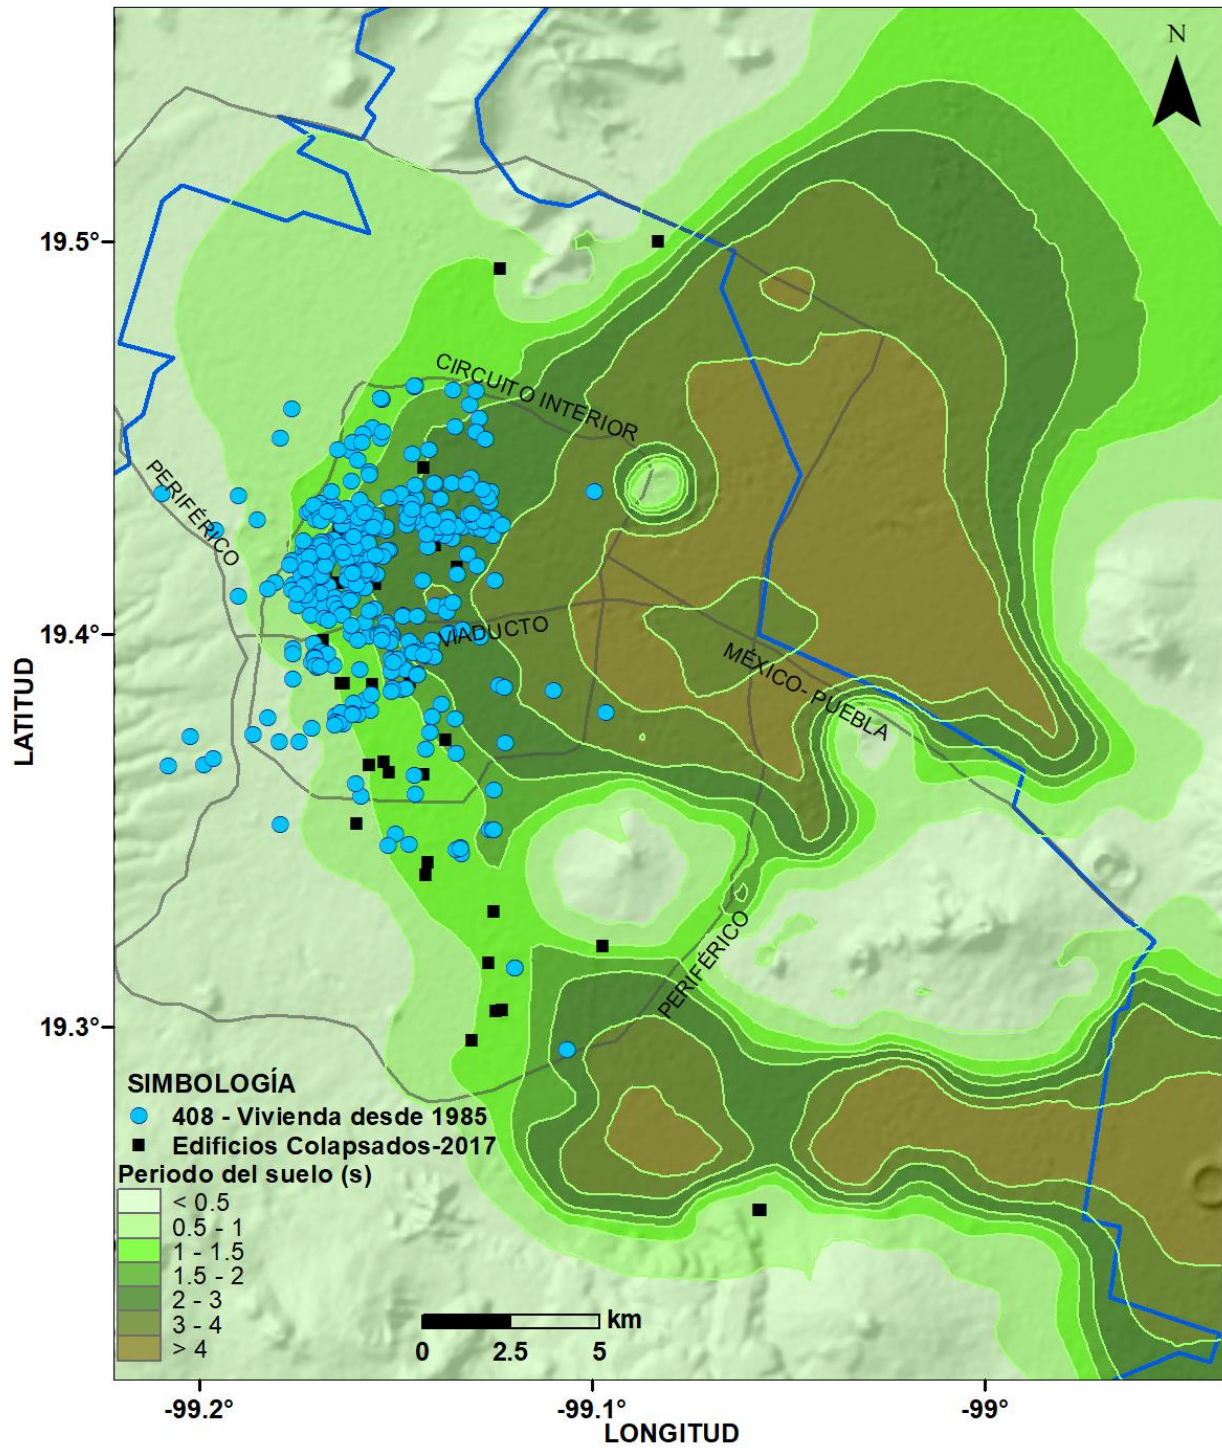 N
19.5°
CIRCUITO INTERIOR
PERIFÉRICO
19.4°
VIADUCTO
MÉXICO- PUEBLA
LATITUD
PERIFÉRICO
19.3°
SIMBOLOGÍA
408 - Vivienda desde 1985
Edificios Colapsados-2017
Periodo del suelo (s)
< 0.5
0.5 - 1
1 - 1.5
1.5 - 2
2 - 3
3 - 4
> 4
km
0 2.5 5
-99.2° -99.1° -99°
LONGITUD